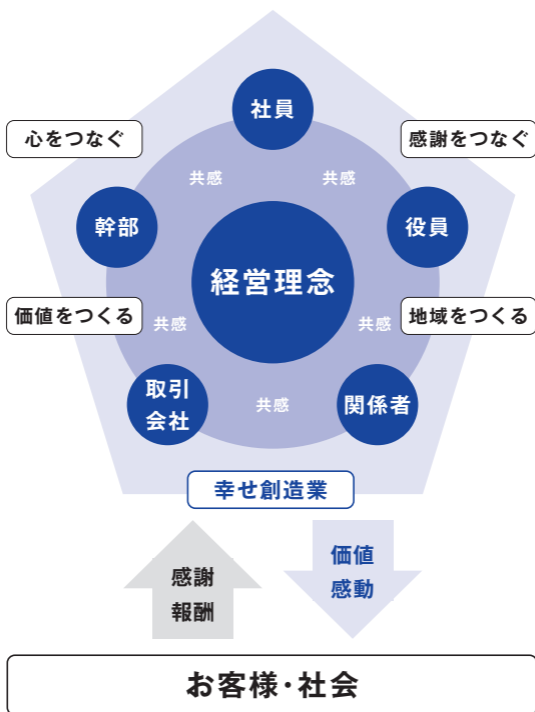 社員
心をつなぐ
感謝をつなぐ
共感
共感
幹部
役員
経営理念
価値をつくる
共感
共感
地域をつくる
取引
会社
共感
関係者
幸せ創造業
感謝
報酬
価値
感動
お客様・社会